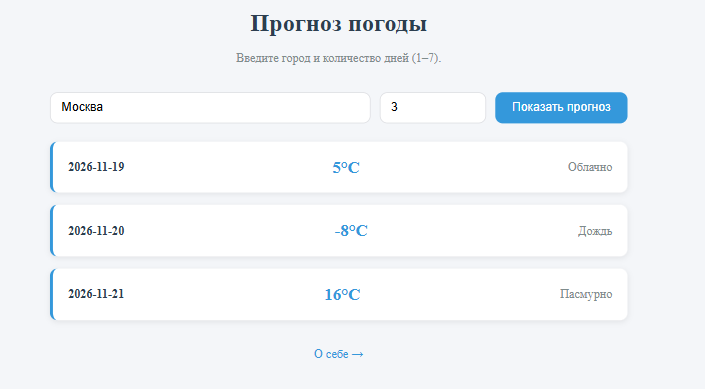 Прогноз погоды
Введите город и количество дней (1–7).
Москва 3 Показать прогноз
2026-11-19 5°C Облачно
2026-11-20 -8°C Дождь
2026-11-21 16°C Пасмурно
О себе →